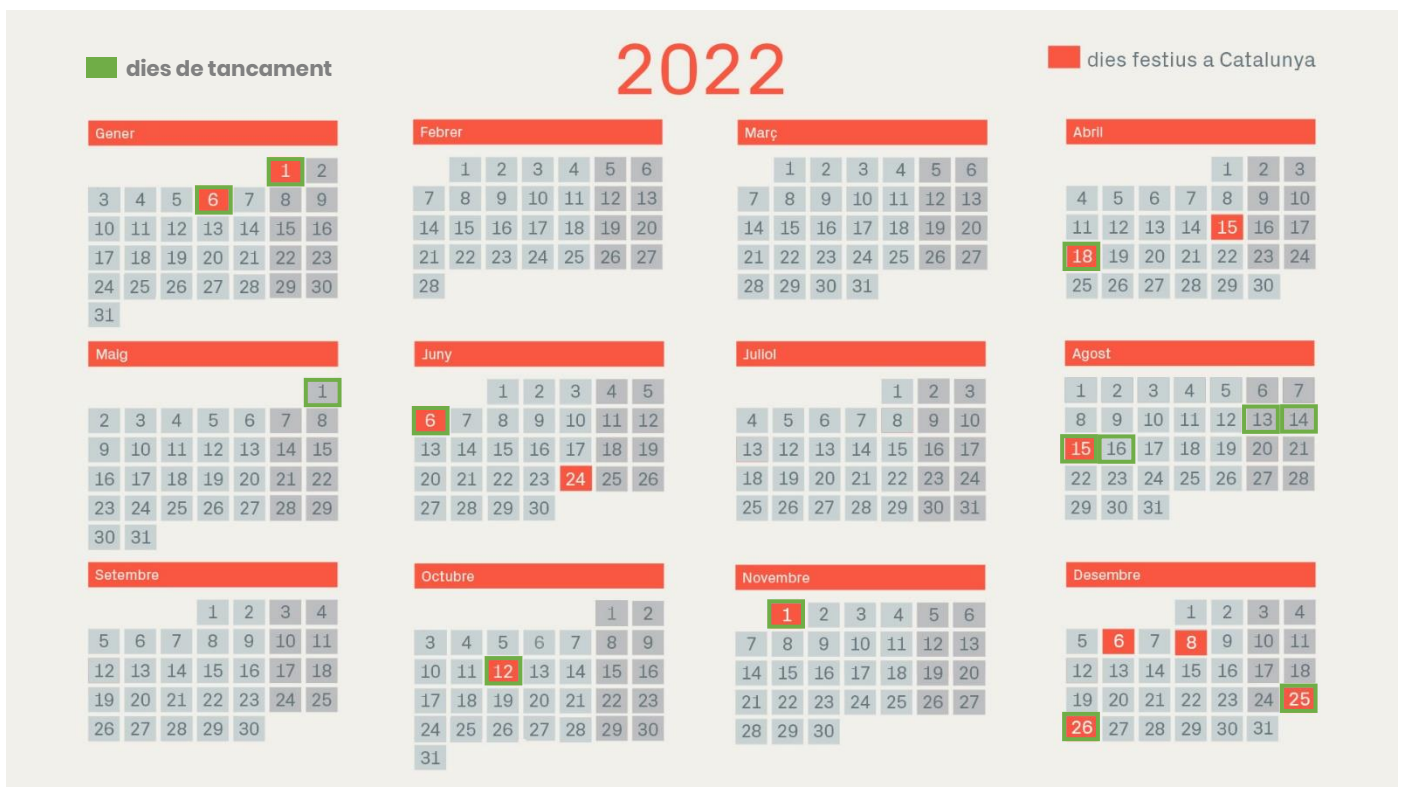 dies de tancament
2022
dies festius a Catalunya
Gener
1 2
3 4 5 6 7 8 9
10 11 12 13 14 15 16
17 18 19 20 21 22 23
24 25 26 27 28 29 30
31
Febrer
1 2 3 4 5 6
7 8 9 10 11 12 13
14 15 16 17 18 19 20
21 22 23 24 25 26 27
28
Març
1 2 3 4 5 6
7 8 9 10 11 12 13
14 15 16 17 18 19 20
21 22 23 24 25 26 27
28 29 30 31
Abril
1 2 3
4 5 6 7 8 9 10
11 12 13 14 15 16 17
18 19 20 21 22 23 24
25 26 27 28 29 30
Maig
1
2 3 4 5 6 7 8
9 10 11 12 13 14 15
16 17 18 19 20 21 22
23 24 25 26 27 28 29
30 31
Juny
1 2 3 4 5
6 7 8 9 10 11 12
13 14 15 16 17 18 19
20 21 22 23 24 25 26
27 28 29 30
Juliol
1 2 3
4 5 6 7 8 9 10
13 12 13 14 15 16 17
18 19 20 21 22 23 24
25 26 27 28 29 30 31
Agost
1 2 3 4 5 6 7
8 9 10 11 12 13 14
15 16 17 18 19 20 21
22 23 24 25 26 27 28
29 30 31
Setembre
1 2 3 4
5 6 7 8 9 10 11
12 13 14 15 16 17 18
19 20 21 22 23 24 25
26 27 28 29 30
Octubre
1 2
3 4 5 6 7 8 9
10 11 12 13 14 15 16
17 18 19 20 21 22 23
24 25 26 27 28 29 30
31
Novembre
1 2 3 4 5 6
7 8 9 10 11 12 13
14 15 16 17 18 19 20
21 22 23 24 25 26 27
28 29 30
Desembre
1 2 3 4
5 6 7 8 9 10 11
12 13 14 15 16 17 18
19 20 21 22 23 24 25
26 27 28 29 30 31